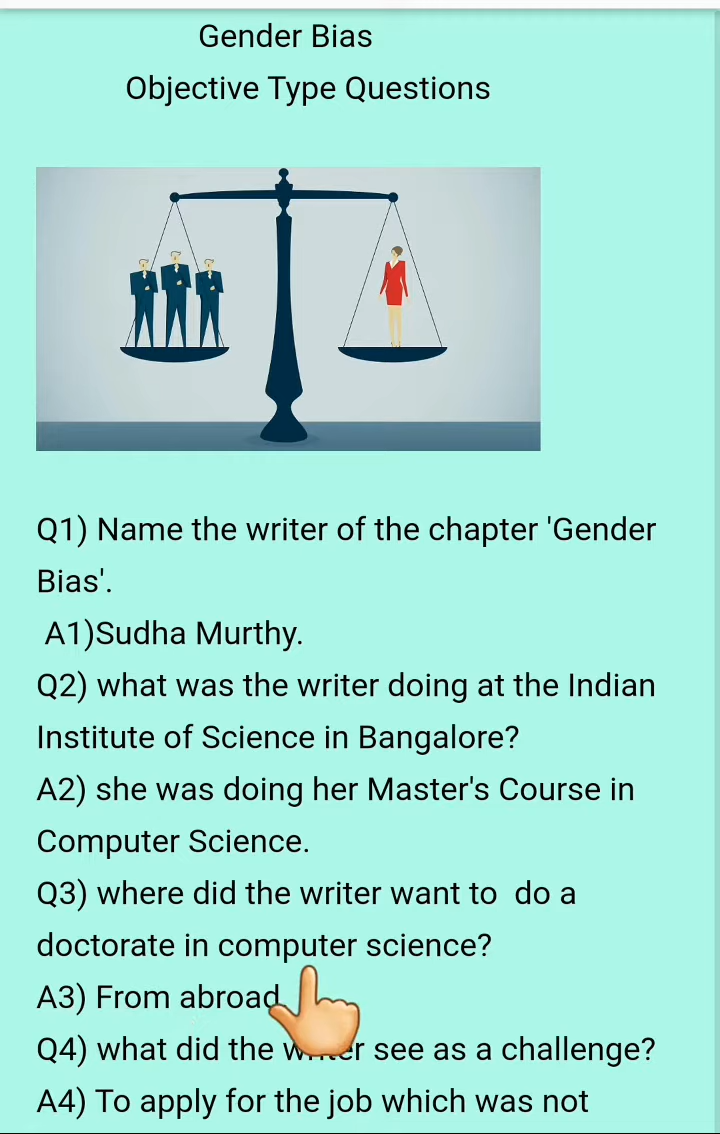 Gender Bias
Objective Type Questions
Q1) Name the writer of the chapter 'Gender
Bias'.
A1)Sudha Murthy.
Q2) what was the writer doing at the Indian
Institute of Science in Bangalore?
A2) she was doing her Master's Course in
Computer Science.
Q3) where did the writer want to do a
doctorate in computer science?
A3) From abroad
Q4) what did the writer see as a challenge?
A4) To apply for the job which was not